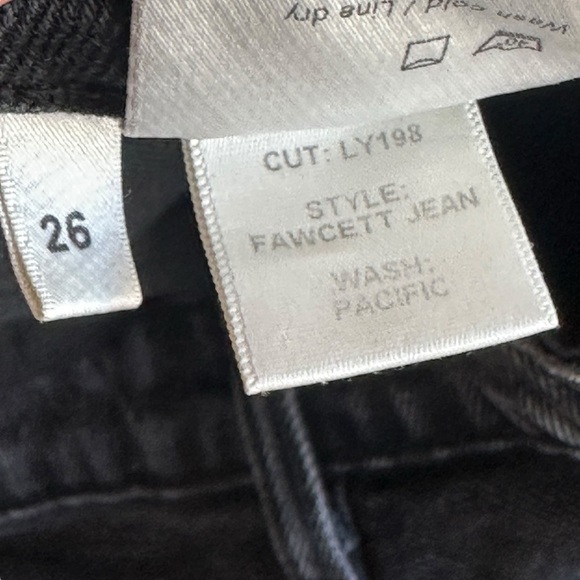 Wash cold / Line dry
26
CUT: LY198
STYLE:
FAWCETT JEAN
WASH:
PACIFIC